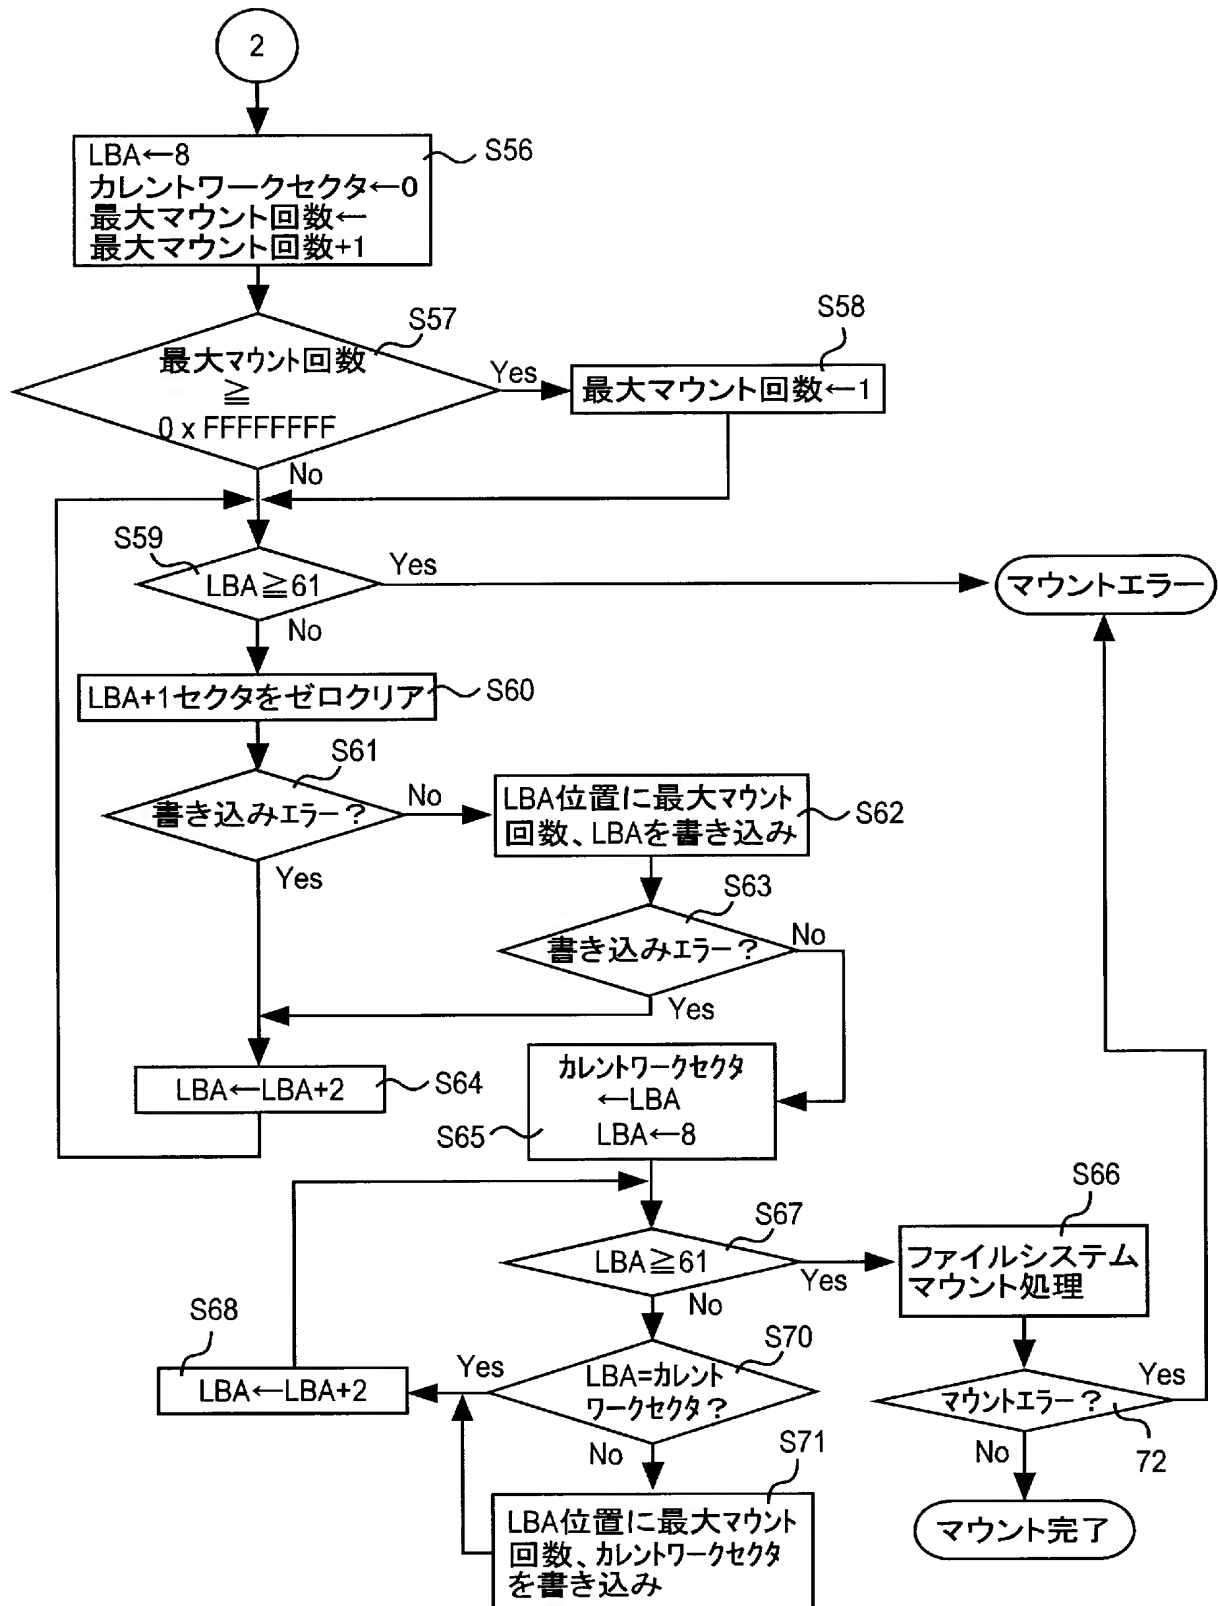 2
LBA←8
カレントワークセクタ←0
最大マウント回数←
最大マウント回数+1
S56
S57
最大マウント回数
≧
0 x FFFFFFFF
Yes
No
S58
最大マウント回数←1
S59
LBA≧61
Yes
No
マウントエラー
LBA+1セクタをゼロクリア
S60
S61
書き込みエラー?
No
Yes
LBA位置に最大マウント
回数、LBAを書き込み
S62
S63
書き込みエラー?
No
Yes
LBA←LBA+2
S64
カレントワークセクタ
←LBA
LBA←8
S65
S66
ファイルシステム
マウント処理
S67
LBA≧61
Yes
No
S68
LBA←LBA+2
Yes
S70
LBA=カレント
ワークセクタ?
No
マウントエラー?
Yes
72
No
S71
LBA位置に最大マウント
回数、カレントワークセクタ
を書き込み
マウント完了